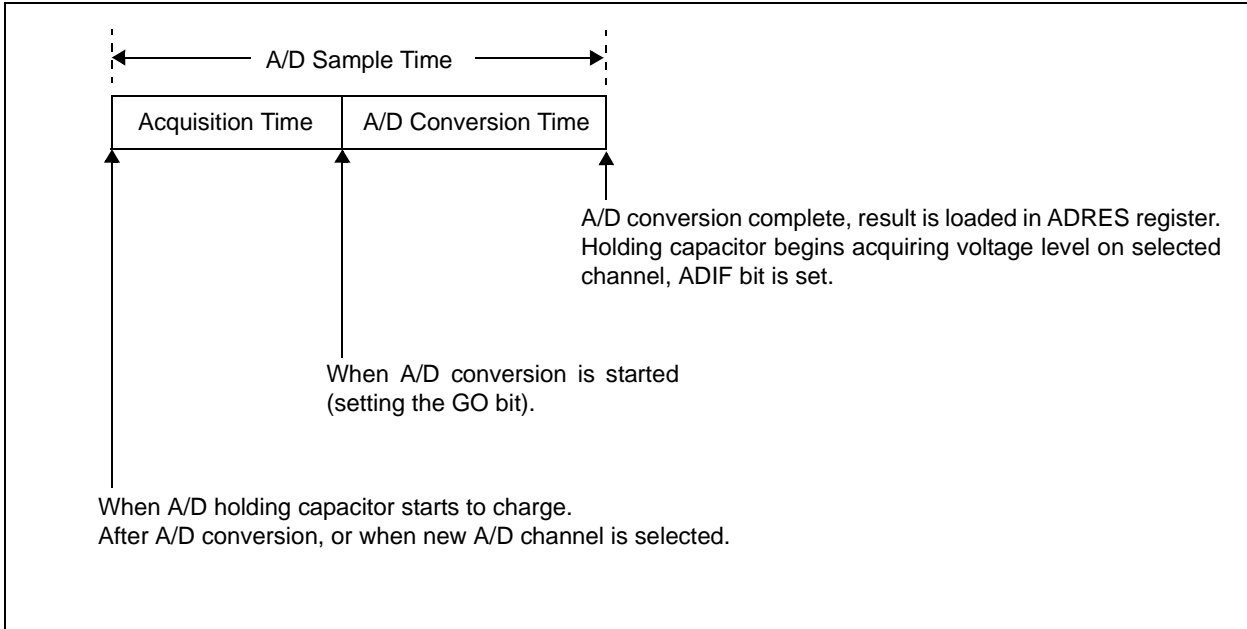 A/D Sample Time
Acquisition Time
A/D Conversion Time
A/D conversion complete, result is loaded in ADRES register.
Holding capacitor begins acquiring voltage level on selected
channel, ADIF bit is set.
When A/D conversion is started
(setting the GO bit).
When A/D holding capacitor starts to charge.
After A/D conversion, or when new A/D channel is selected.